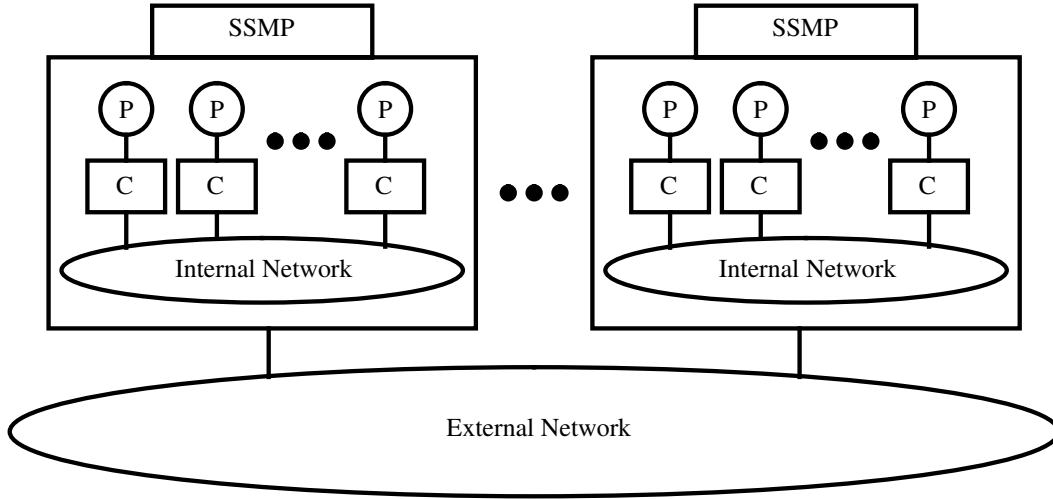 SSMP
SSMP
P P P
P P P
C C C
C C C
Internal Network
Internal Network
External Network